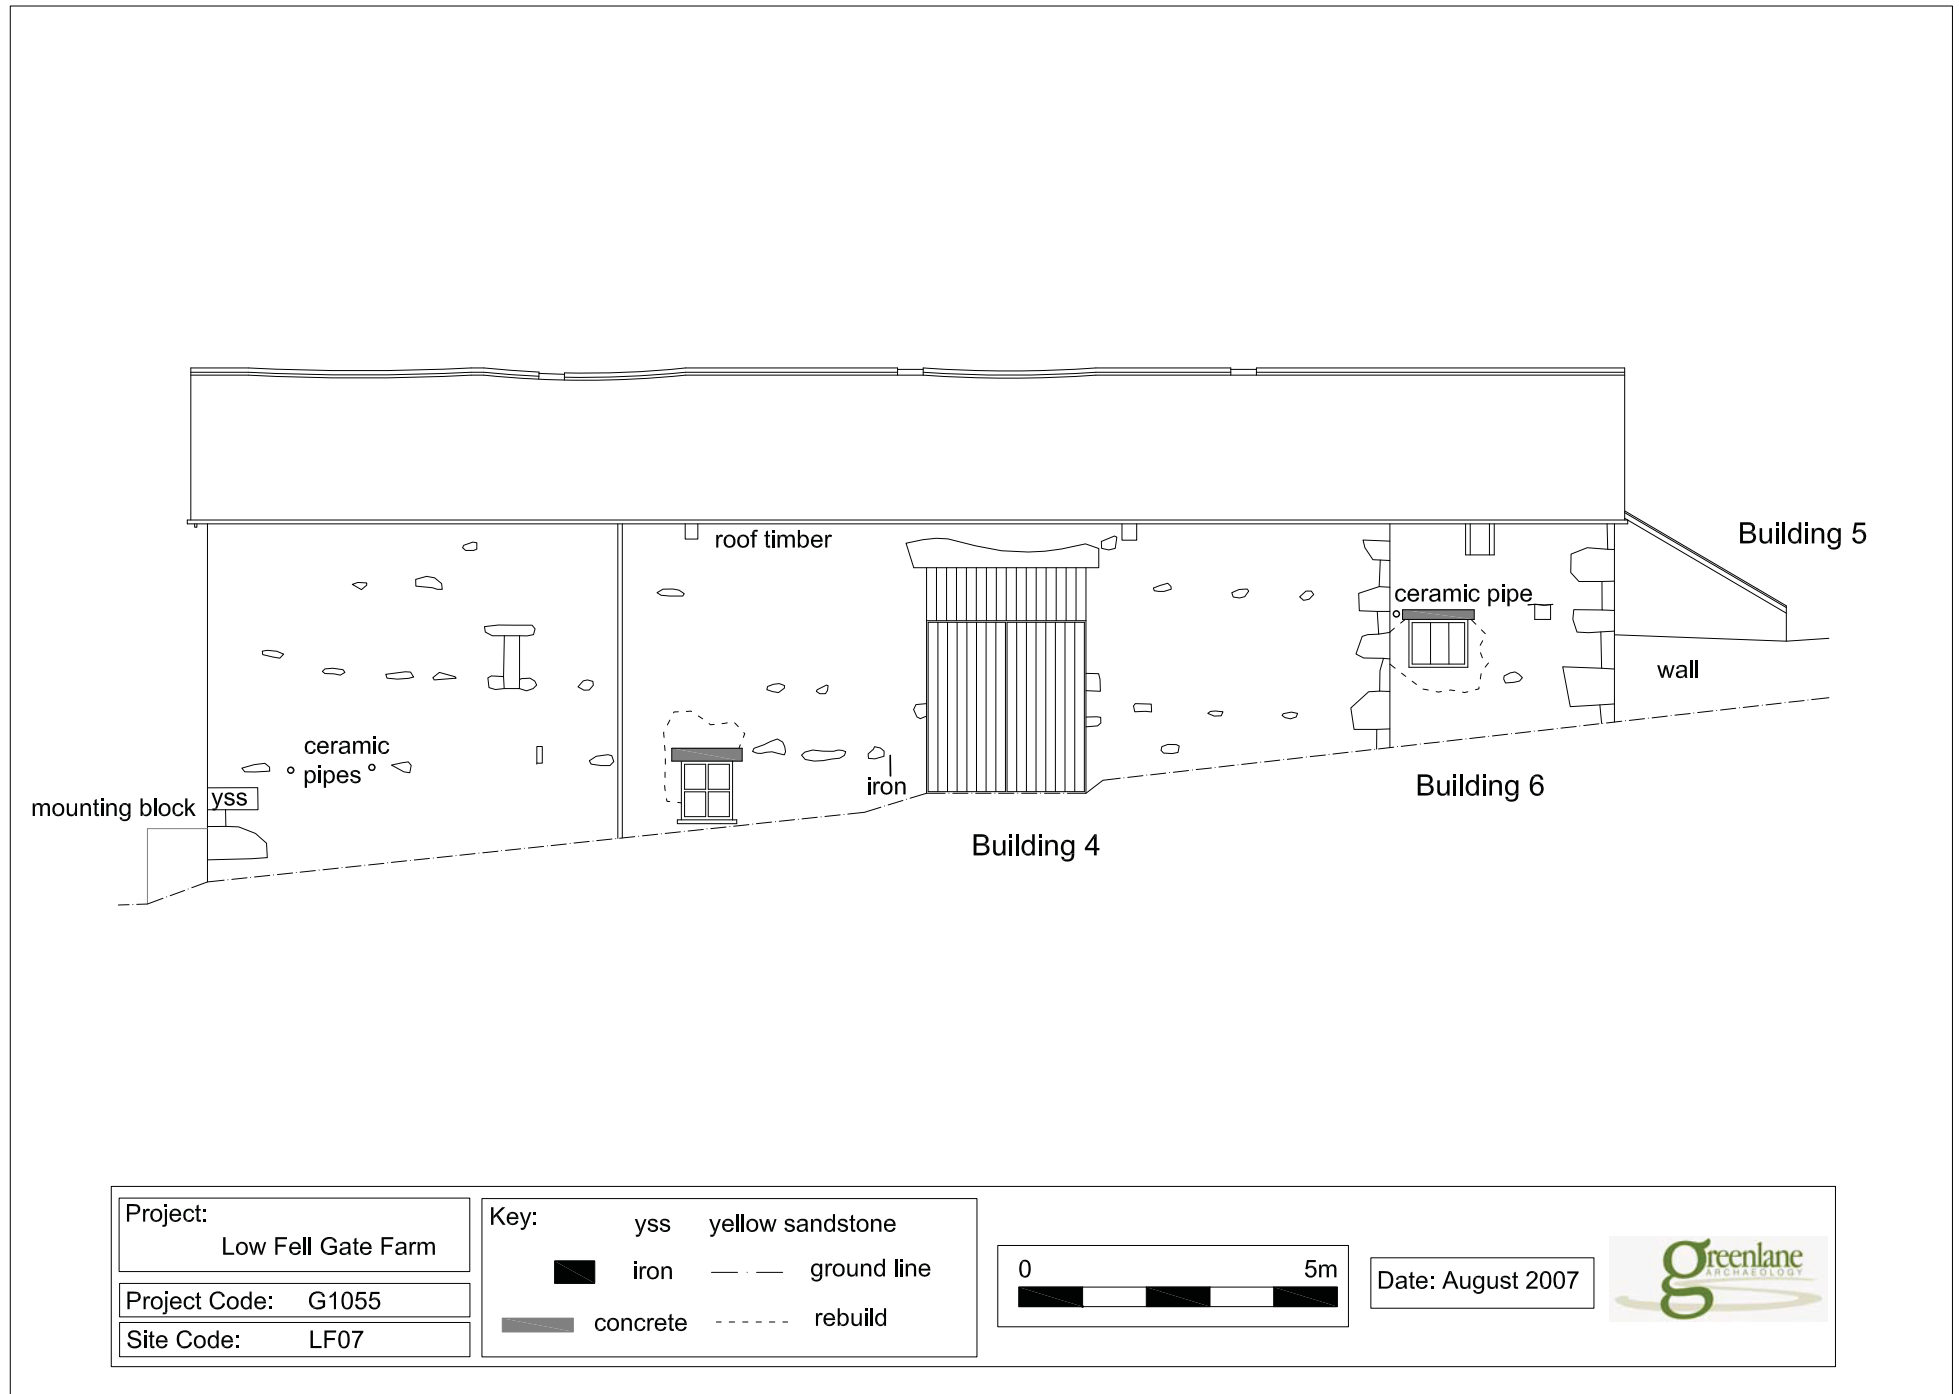 Building 5
roof timber
ceramic pipe
wall
ceramic
pipes
iron
Building 6
yss
mounting block
Building 4
Project:
Low Fell Gate Farm
Project Code: G1055
Site Code: LF07
Key:
yss yellow sandstone
iron ground line
concrete rebuild
0 5m
Date: August 2007
greenlane
ARCHAEOLOGY